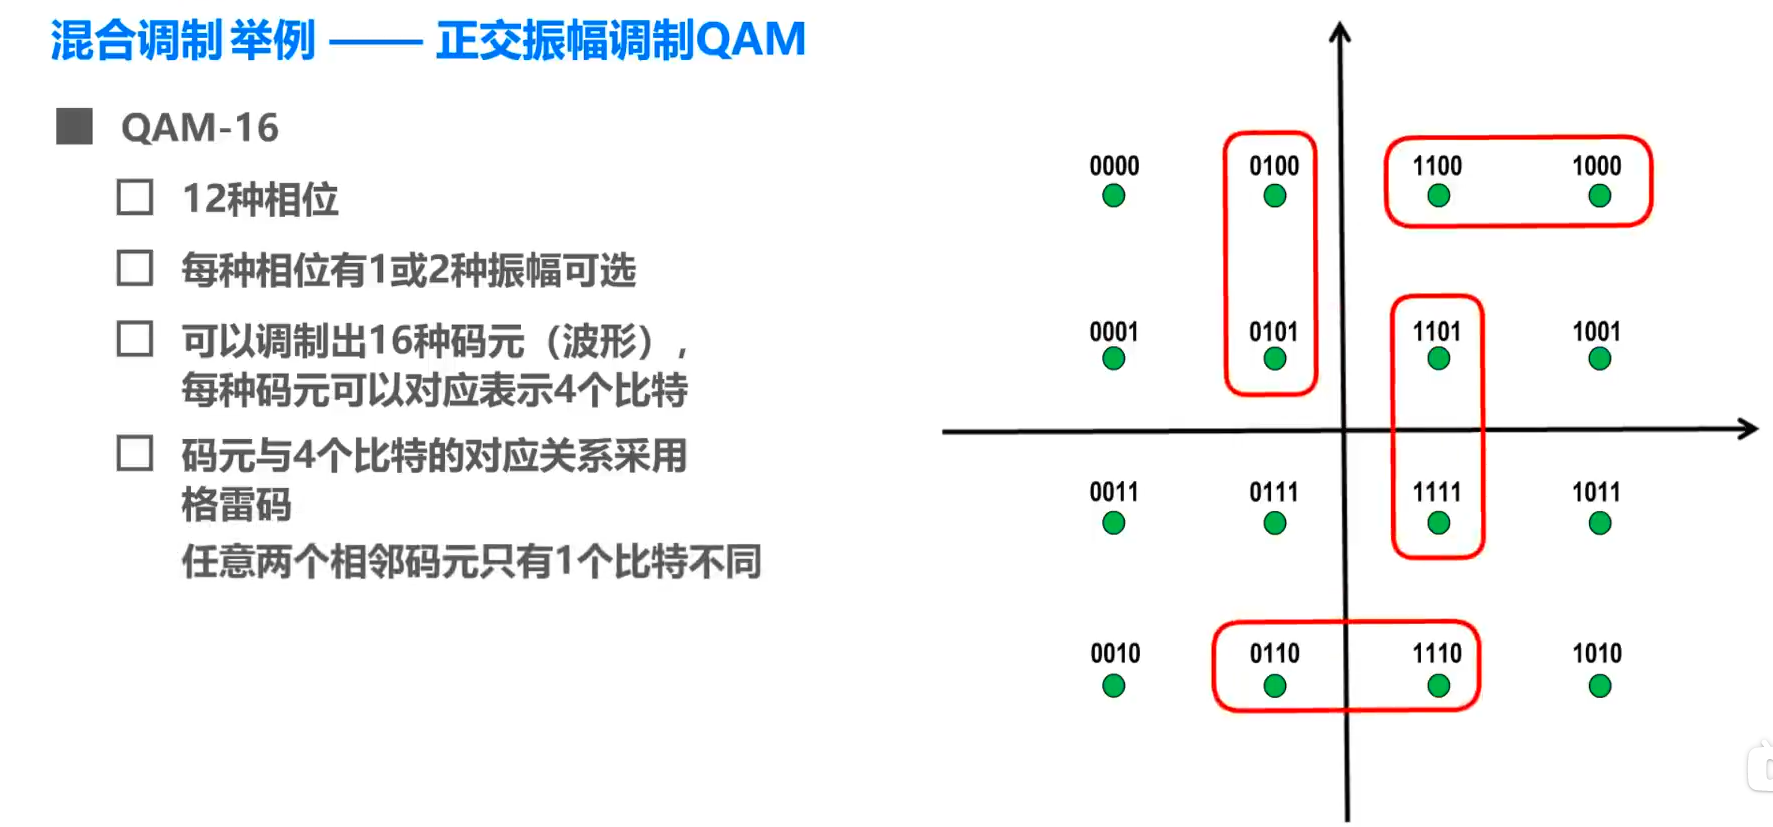 混合调制 举例 —— 正交振幅调制QAM
QAM-16
12种相位
每种相位有1或2种振幅可选
可以调制出16种码元（波形），
每种码元可以对应表示4个比特
码元与4个比特的对应关系采用
格雷码
任意两个相邻码元只有1个比特不同
0000 0100 1100 1000
0001 0101 1101 1001
0011 0111 1111 1011
0010 0110 1110 1010